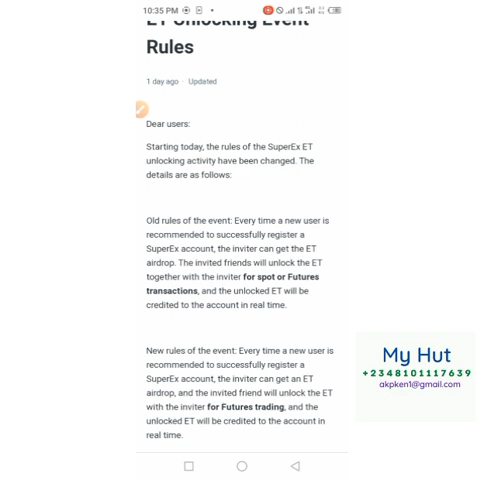 10:35 PM
ET Unlocking Event
Rules
1 day ago · Updated
Dear users:
Starting today, the rules of the SuperEx ET
unlocking activity have been changed. The
details are as follows:
Old rules of the event: Every time a new user is
recommended to successfully register a
SuperEx account, the inviter can get the ET
airdrop. The invited friends will unlock the ET
together with the inviter for spot or Futures
transactions, and the unlocked ET will be
credited to the account in real time.
New rules of the event: Every time a new user is
recommended to successfully register a
SuperEx account, the inviter can get an ET
airdrop, and the invited friend will unlock the ET
with the inviter for Futures trading, and the
unlocked ET will be credited to the account in
real time.
My Hut
+2348101117639
akpken1@gmail.com